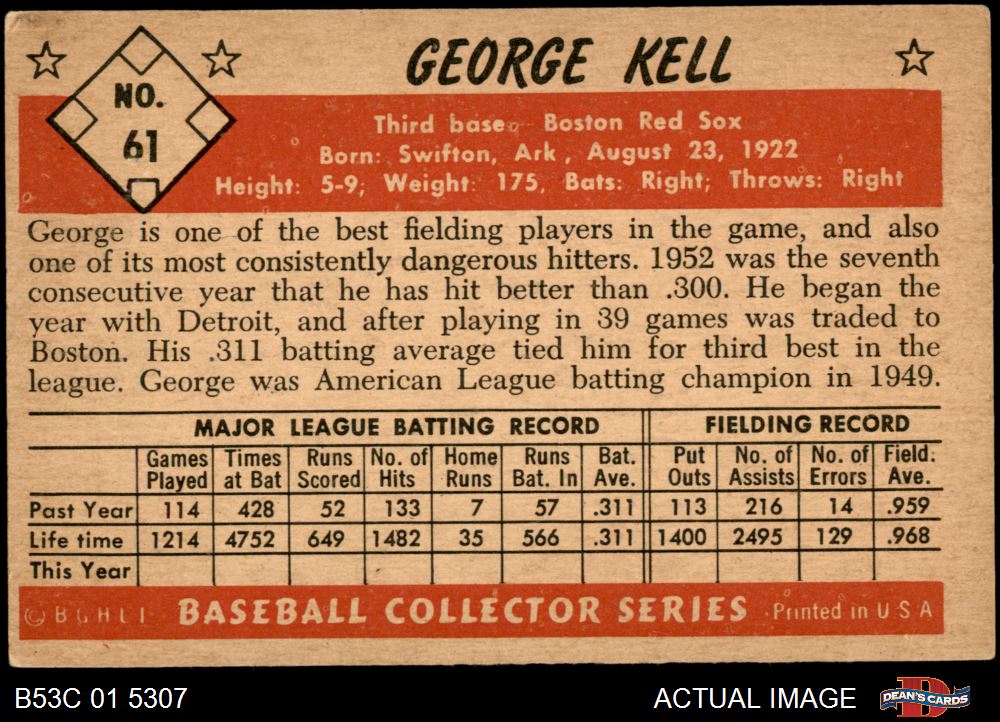 NO.
61
GEORGE KELL
Third base - Boston Red Sox
Born: Swifton, Ark, August 23, 1922
Height: 5-9; Weight: 175, Bats: Right; Throws: Right
George is one of the best fielding players in the game, and also
one of its most consistently dangerous hitters. 1952 was the seventh
consecutive year that he has hit better than .300. He began the
year with Detroit, and after playing in 39 games was traded to
Boston. His .311 batting average tied him for third best in the
league. George was American League batting champion in 1949.
MAJOR LEAGUE BATTING RECORD FIELDING RECORD
Games Times Runs No. of Home Runs Bat. Put No. of No. of Field.
Played at Bat Scored Hits Runs Bat. In Ave. Outs Assists Errors Ave.
Past Year 114 428 52 133 7 57 .311 113 216 14 .959
Life time 1214 4752 649 1482 35 566 .311 1400 2495 129 .968
This Year
© BASEBALL COLLECTOR SERIES Printed in U S A
B53C 01 5307 ACTUAL IMAGE DEAN'S CARDS